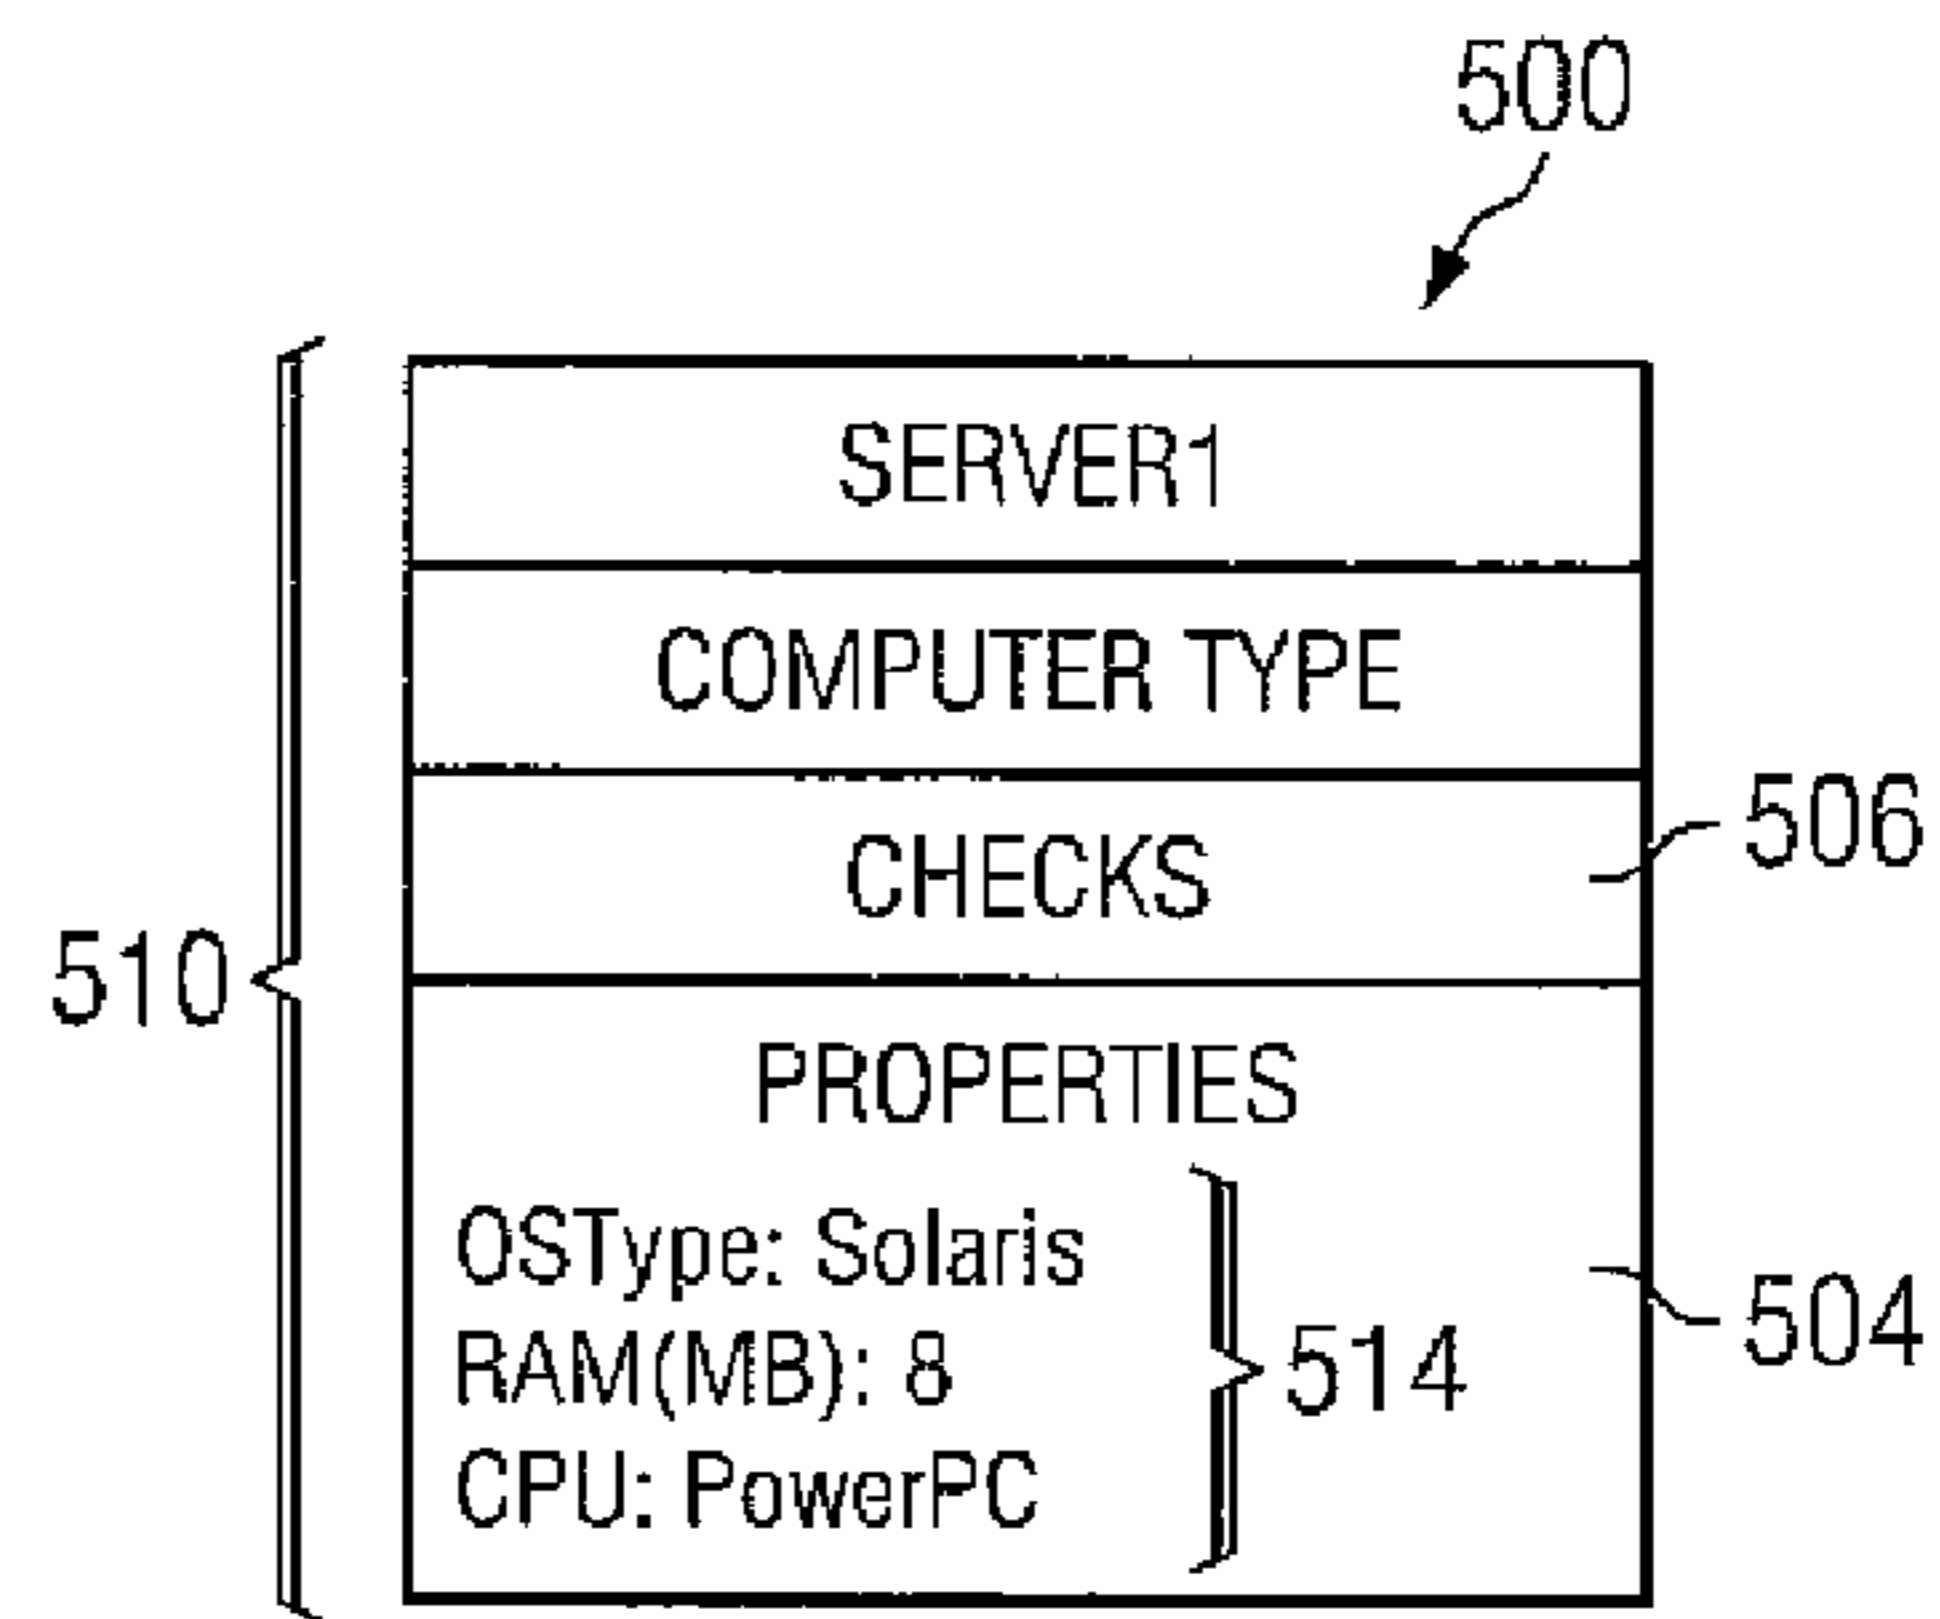 500
SERVER1
COMPUTER TYPE
CHECKS
506
510
PROPERTIES
OSType: Solaris
RAM(MB): 8
CPU: PowerPC
514
504